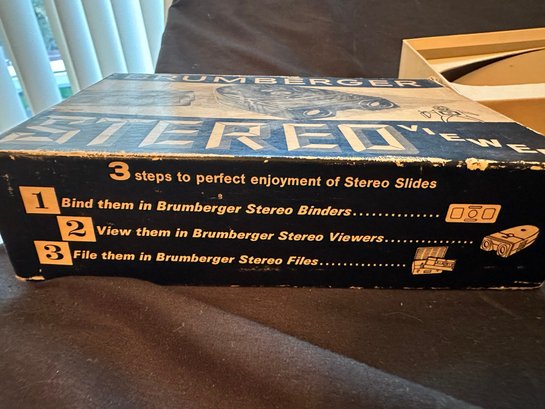 BRUMBERGER
STEREO VIEWER
3 steps to perfect enjoyment of Stereo Slides
1 Bind them in Brumberger Stereo Binders....................
2 View them in Brumberger Stereo Viewers....................
3 File them in Brumberger Stereo Files....................